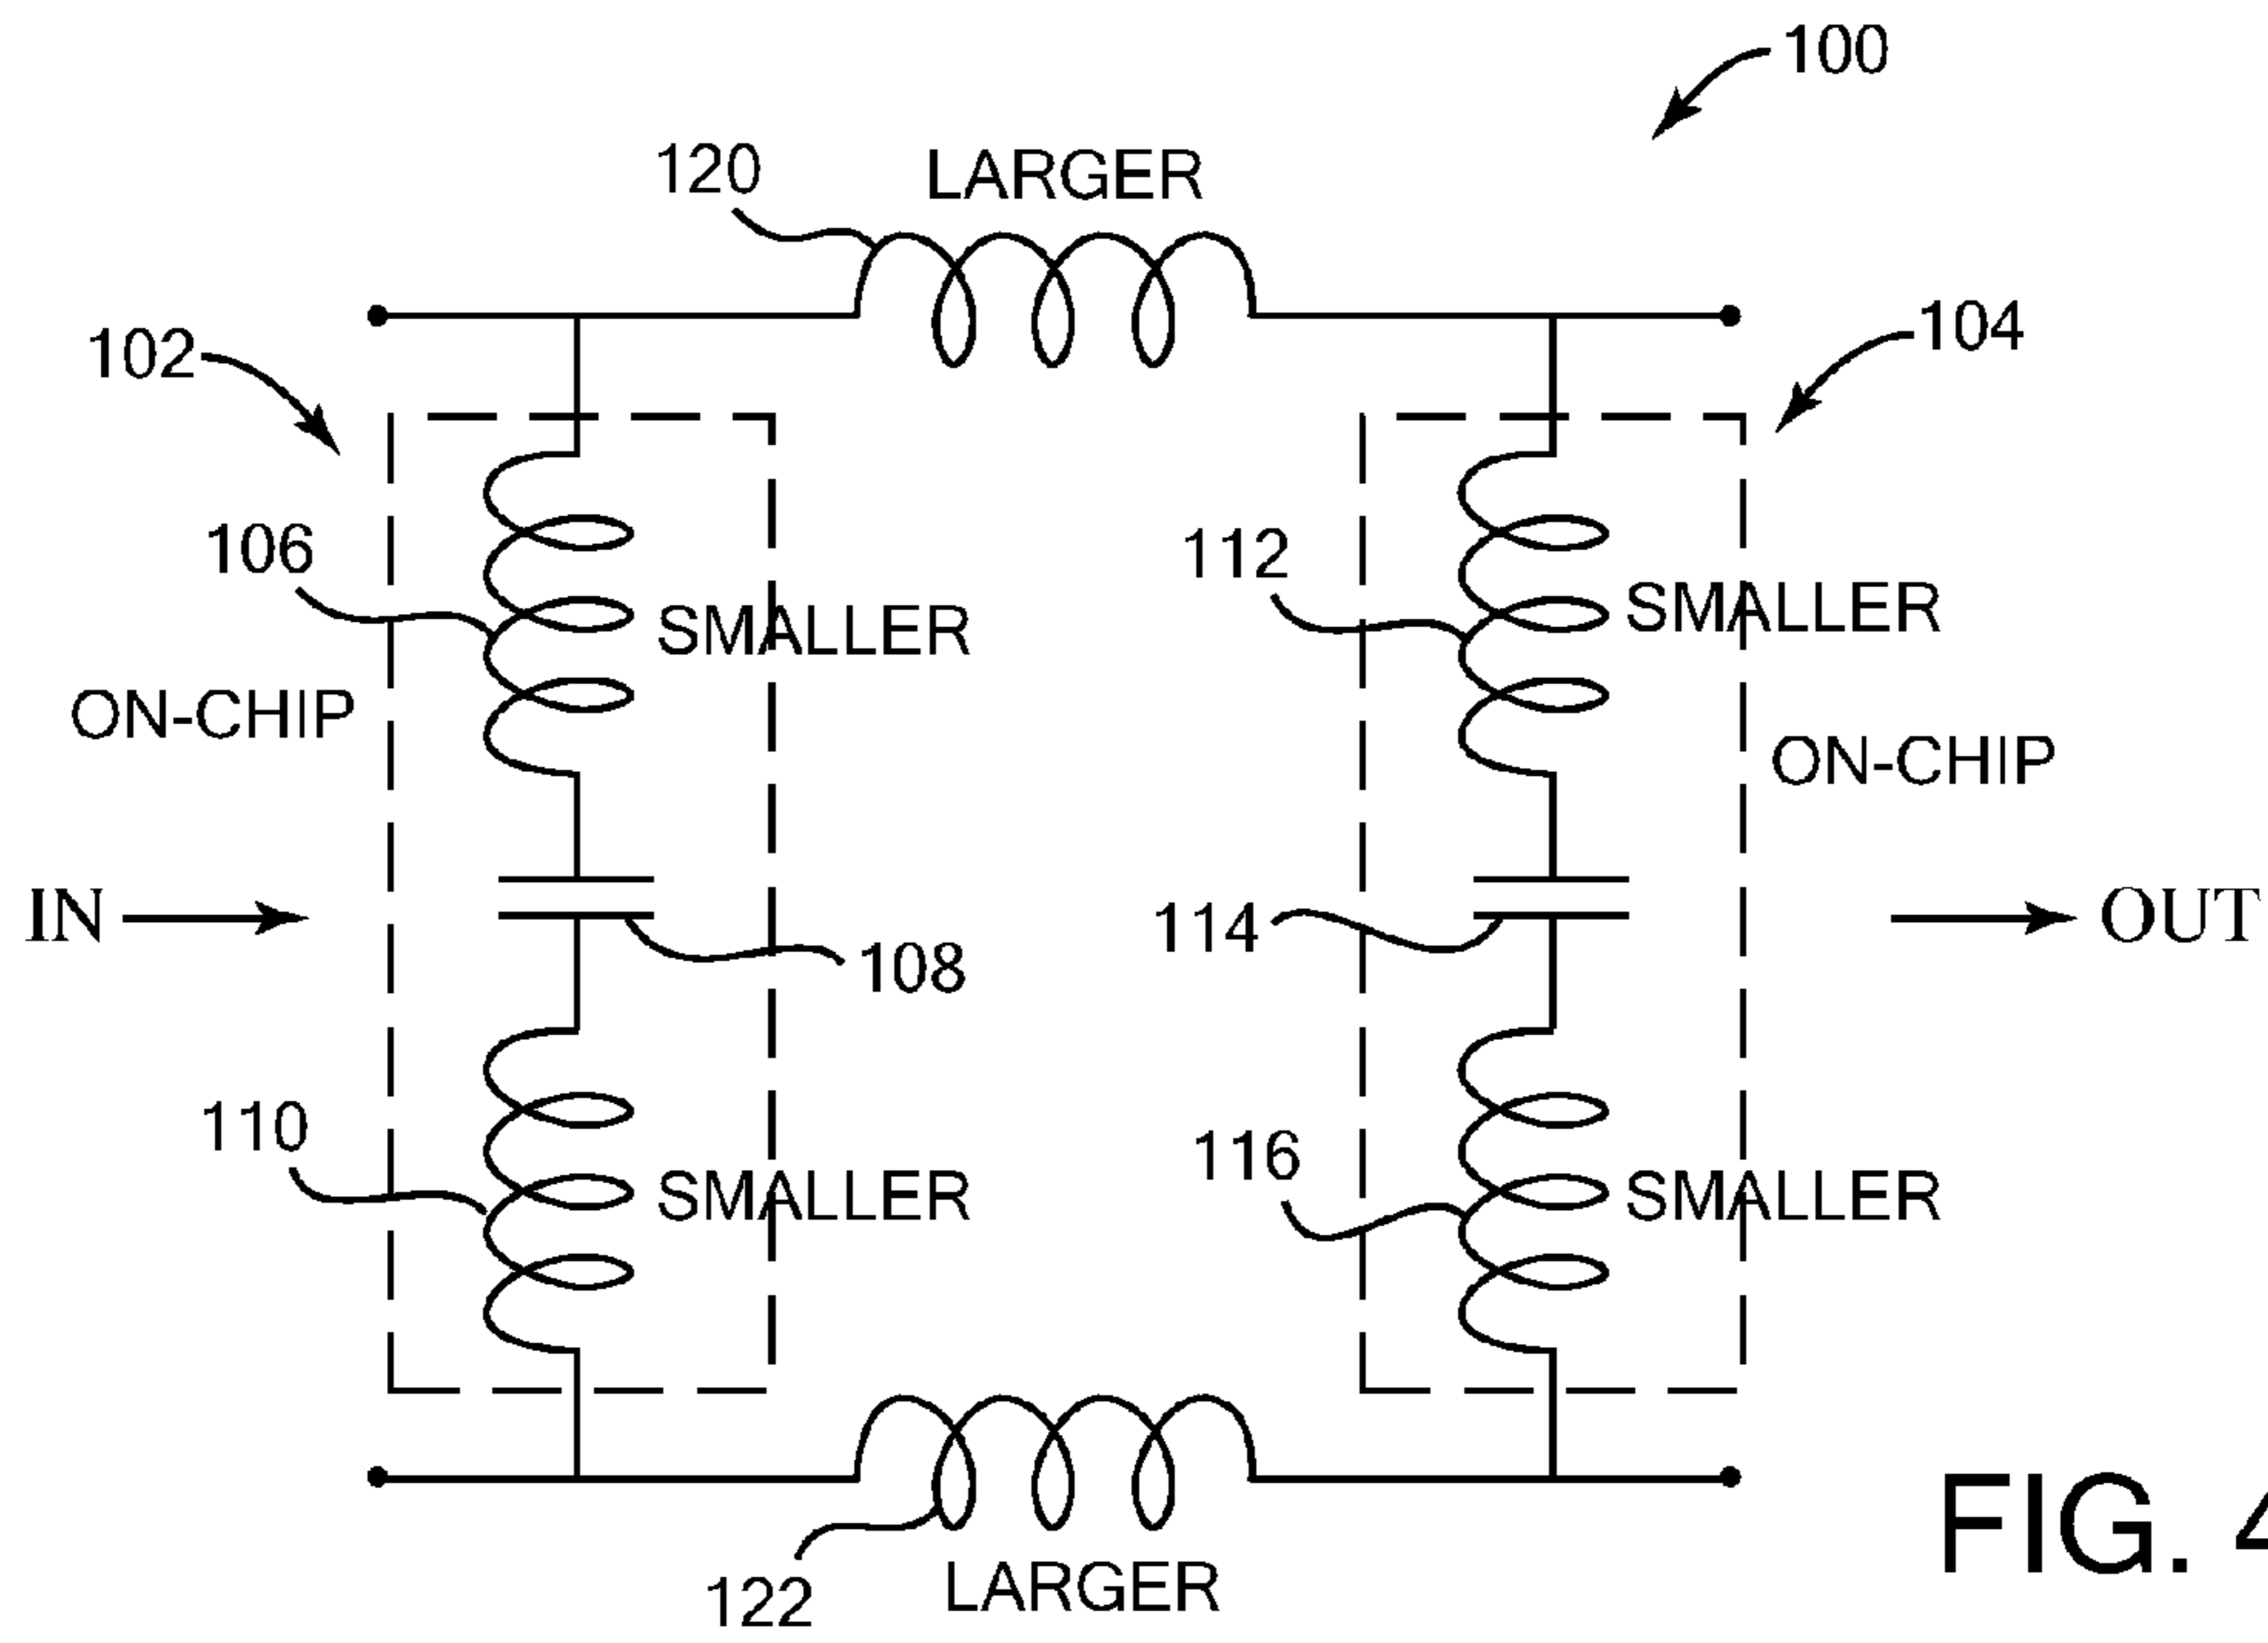 100
120
LARGER
102
104
106
SMALLER
112
SMALLER
ON-CHIP
ON-CHIP
IN
108
114
OUT
110
SMALLER
116
SMALLER
122
LARGER
FIG. 4